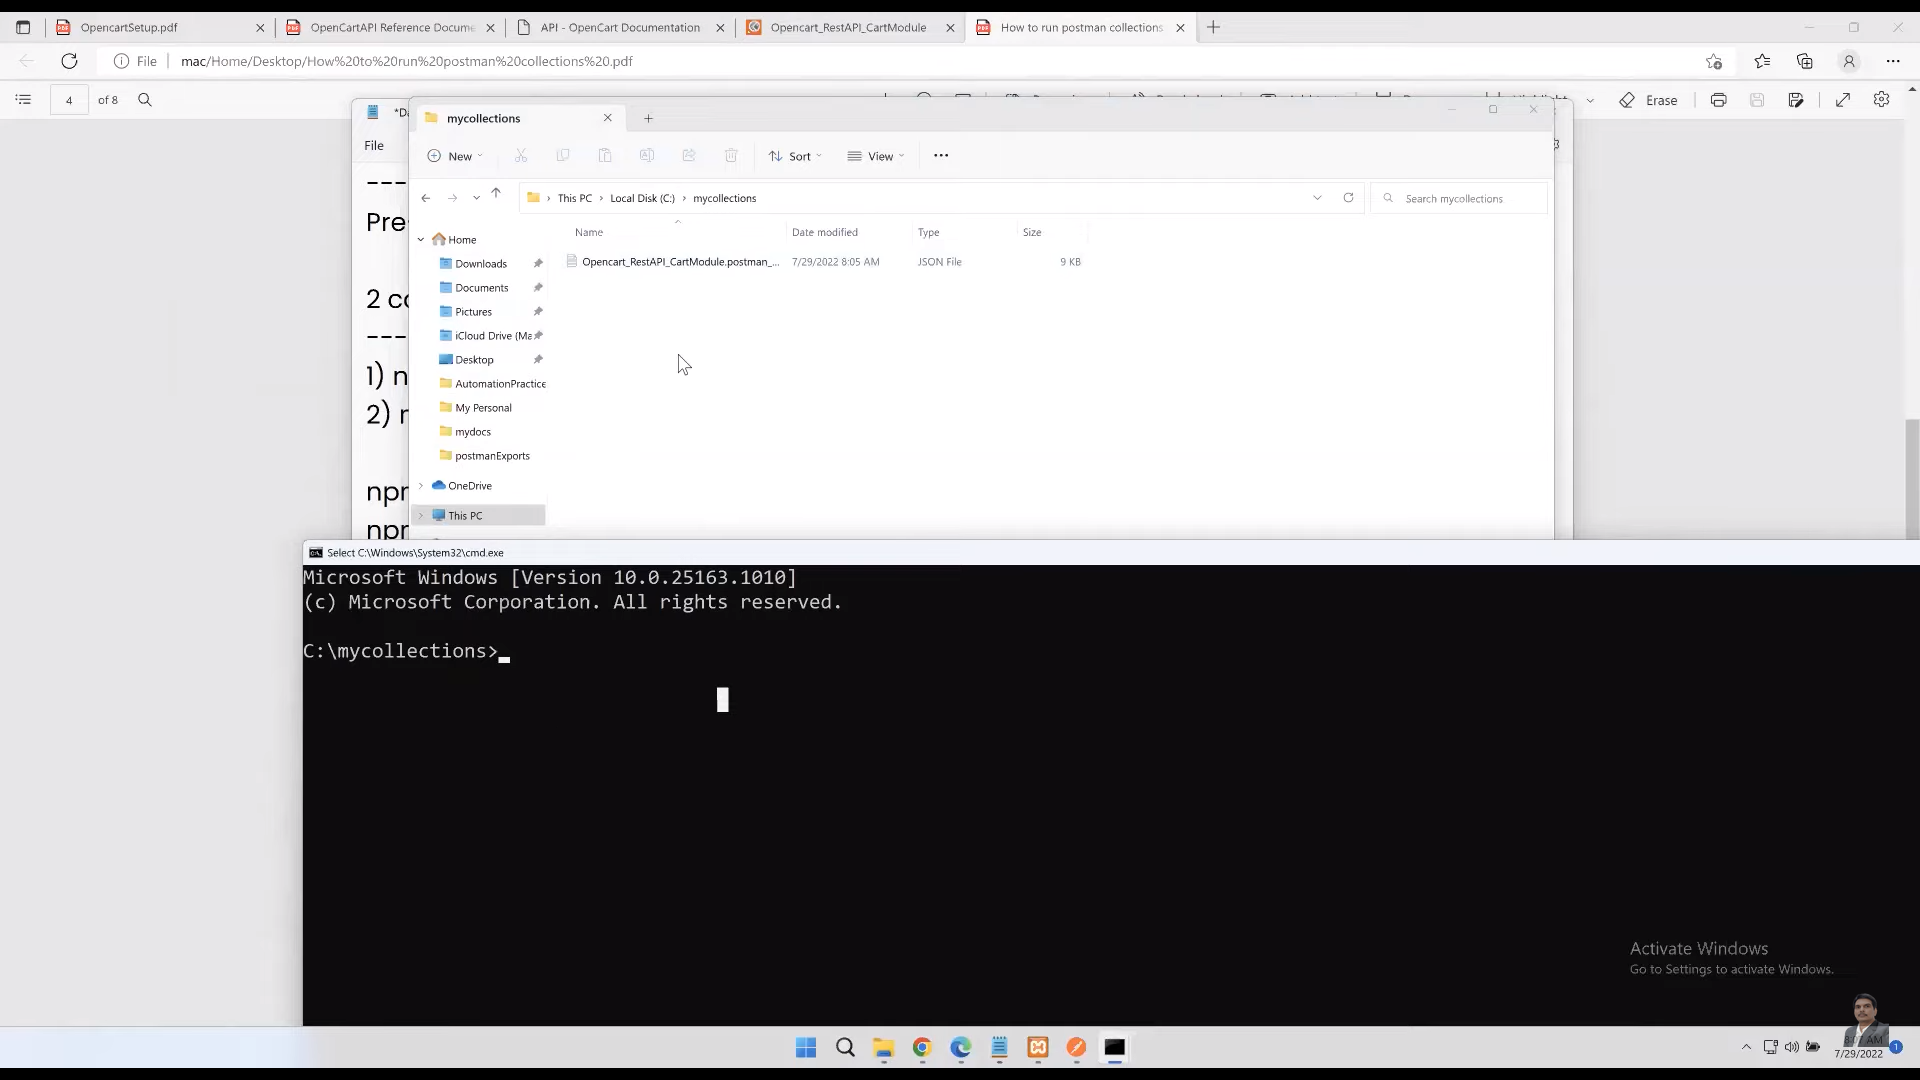 OpencartSetup.pdf
OpenCartAPI Reference Docume
API - OpenCart Documentation
Opencart_RestAPI_CartModule
How to run postman collections
File
mac/Home/Desktop/How%20to%20run%20postman%20collections%20.pdf
4 of 8
Erase
mycollections
File
New
Sort
View
This PC > Local Disk (C:) > mycollections
Search mycollections
Name
Date modified
Type
Size
Opencart_RestAPI_CartModule.postman_...
7/29/2022 8:05 AM
JSON File
9 KB
Home
Downloads
Documents
Pictures
iCloud Drive (Ma
Desktop
AutomationPractice
My Personal
mydocs
postmanExports
OneDrive
This PC
----
Pre
2 co
----
1) n
2)
npr
Select C:\Windows\System32\cmd.exe
Microsoft Windows [Version 10.0.25163.1010]
(c) Microsoft Corporation. All rights reserved.
C:\mycollections>
Activate Windows
Go to Settings to activate Windows.
7/29/2022
1